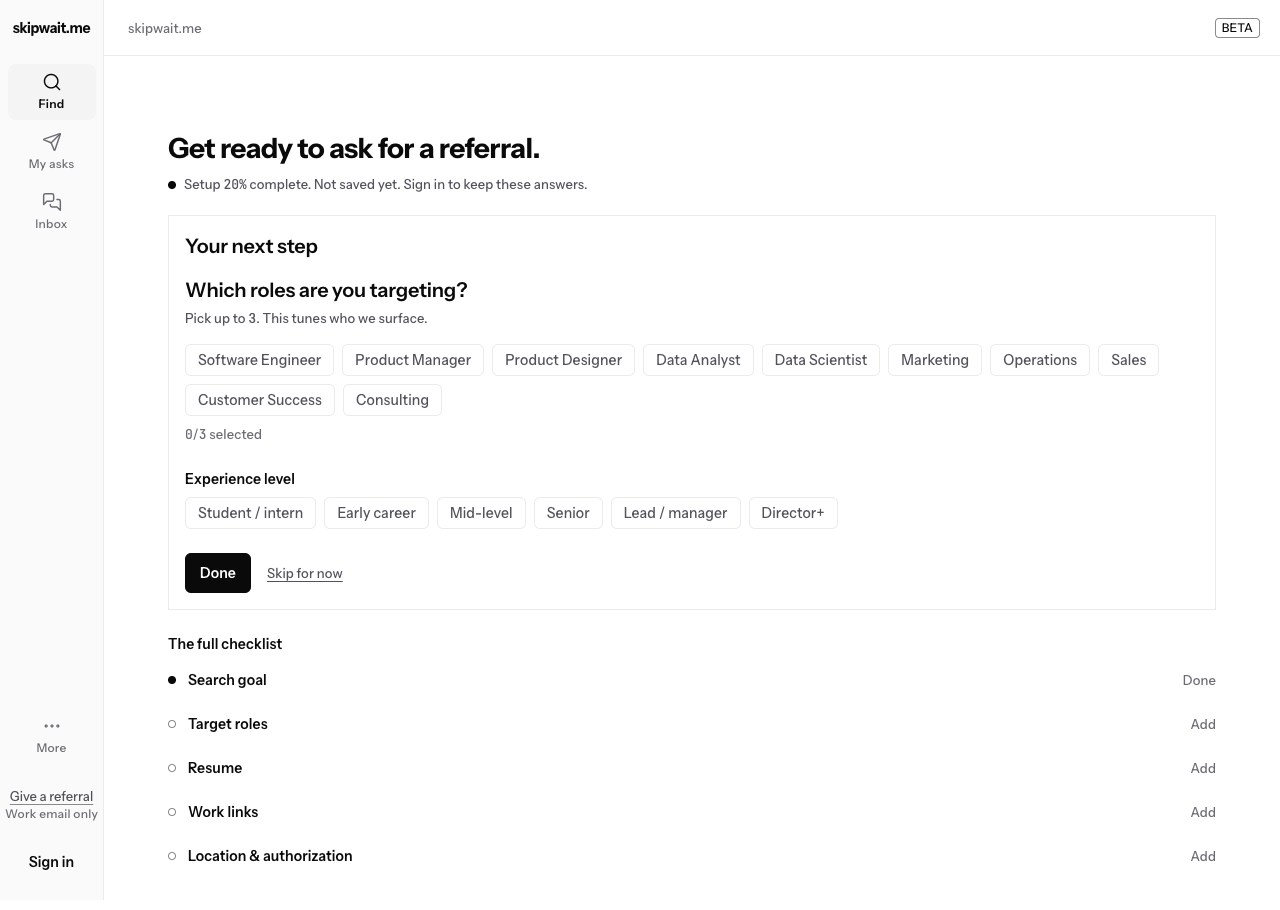 skipwait.me
Find
My asks
Inbox
More
Give a referral
Work email only
Sign in
skipwait.me
BETA
Get ready to ask for a referral.
Setup 20% complete. Not saved yet. Sign in to keep these answers.
Your next step
Which roles are you targeting?
Pick up to 3. This tunes who we surface.
Software Engineer Product Manager Product Designer Data Analyst Data Scientist Marketing Operations Sales
Customer Success Consulting
0/3 selected
Experience level
Student / intern Early career Mid-level Senior Lead / manager Director+
Done Skip for now
The full checklist
Search goal Done
Target roles Add
Resume Add
Work links Add
Location & authorization Add